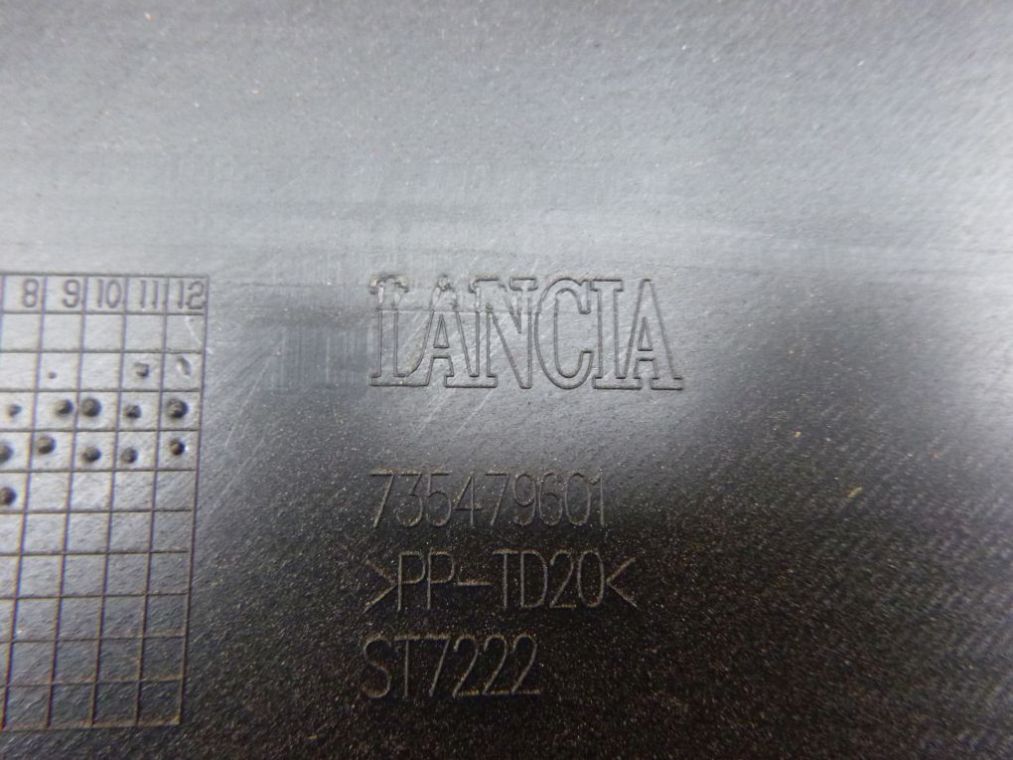 8 9 10 11 12
LANCIA
735479601
>PP-TD20<
ST7222